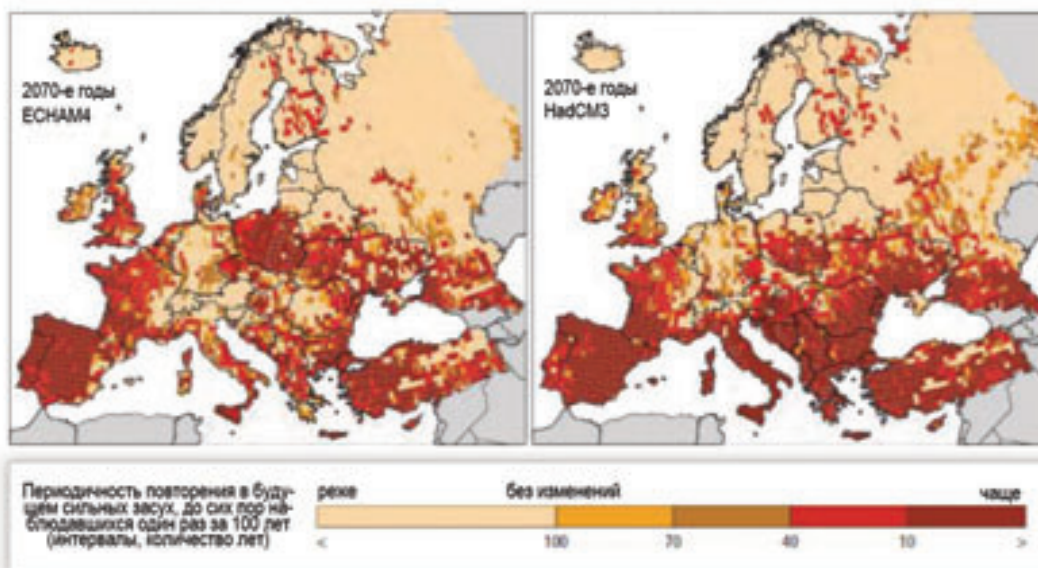 2070-е годы
ECHAM4
2070-е годы
HadCM3
Периодичность повторения в буду-
щем сильных засух, до сих пор на-
блюдавшихся один раз за 100 лет
(интервалы, количество лет)
реже без изменений чаще
< 100 70 40 10 >